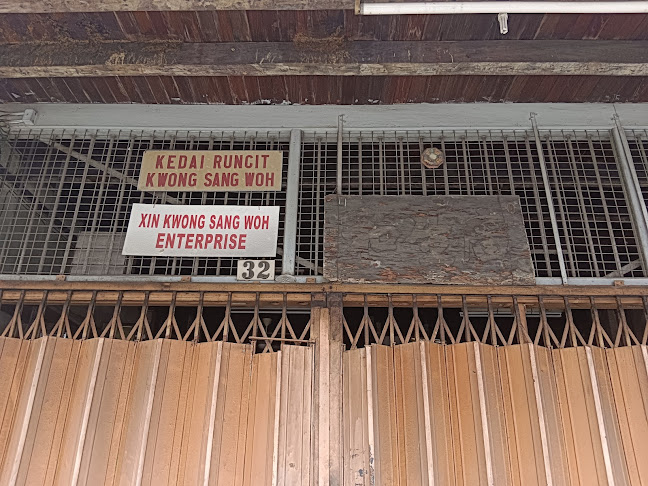 KEDAI RUNCIT
KWONG SANG WOH
XIN KWONG SANG WOH
ENTERPRISE
32